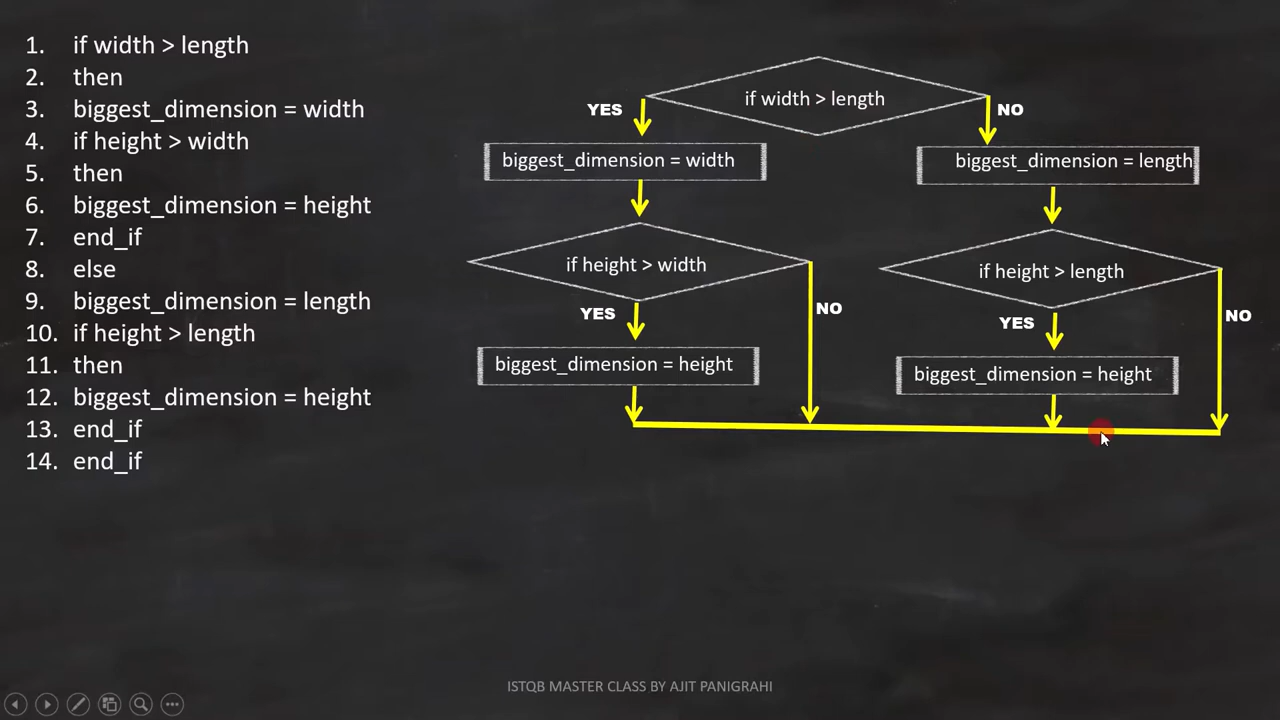 1. if width > length
2. then
3. biggest_dimension = width
4. if height > width
5. then
6. biggest_dimension = height
7. end_if
8. else
9. biggest_dimension = length
10. if height > length
11. then
12. biggest_dimension = height
13. end_if
14. end_if
if width > length
YES
NO
biggest_dimension = width
biggest_dimension = length
if height > width
if height > length
YES
NO
YES
NO
biggest_dimension = height
biggest_dimension = height
ISTQB MASTER CLASS BY AJIT PANIGRAHI